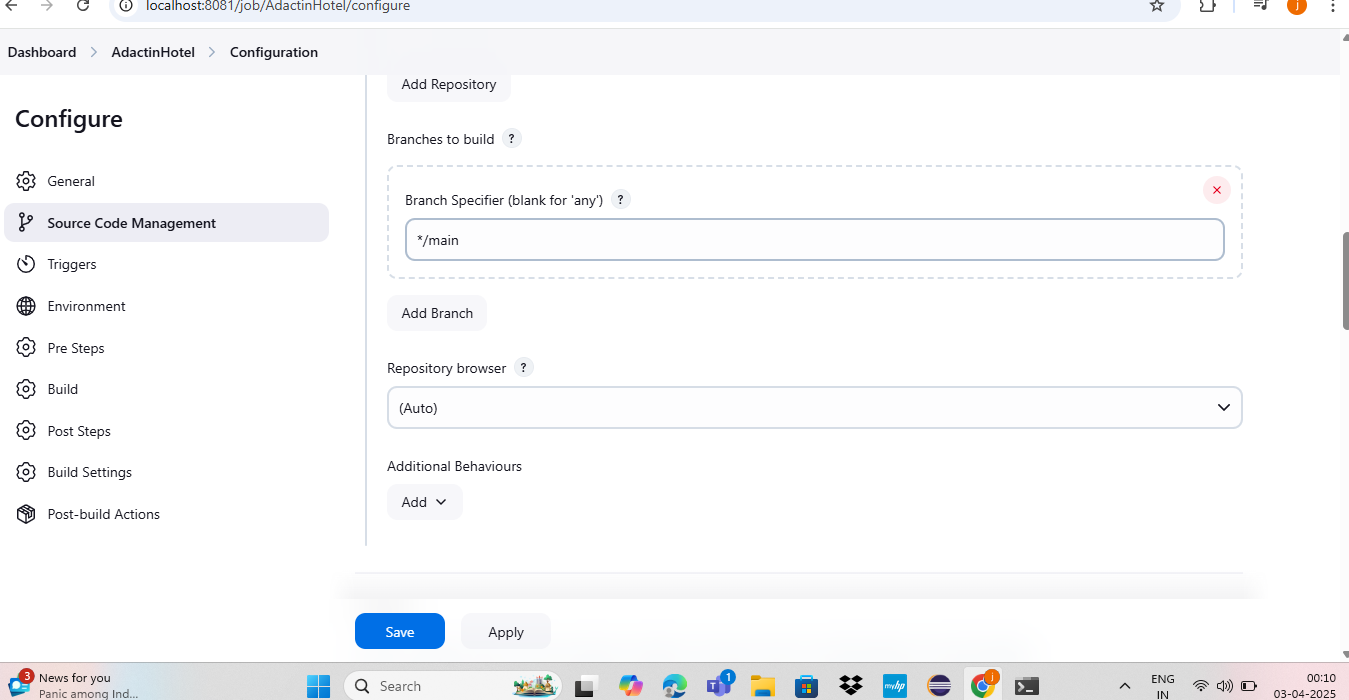 localhost:8081/job/AdactinHotel/configure
Dashboard > AdactinHotel > Configuration
Configure
General
Source Code Management
Triggers
Environment
Pre Steps
Build
Post Steps
Build Settings
Post-build Actions
Add Repository
Branches to build ?
Branch Specifier (blank for 'any') ?
*/main
Add Branch
Repository browser ?
(Auto)
Additional Behaviours
Add
Save Apply
3 News for you
Panic among Ind...
Search
1
myhp
j
ENG
IN
00:10
03-04-2025